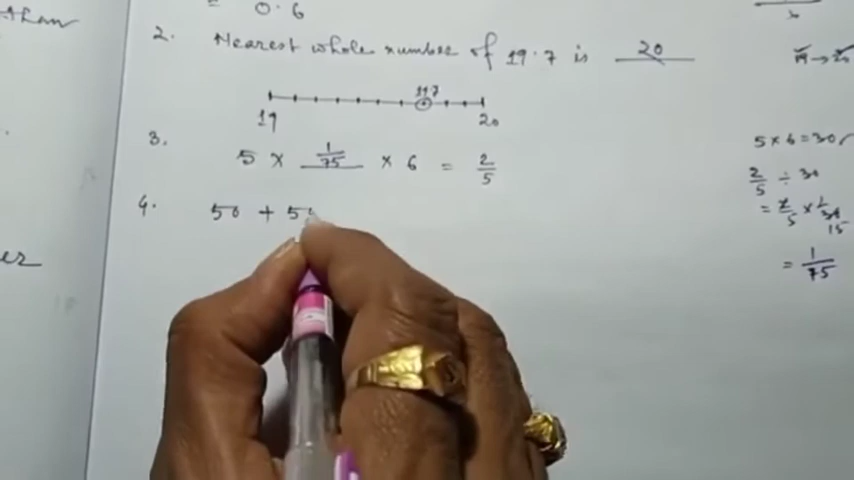 = 0.6
2. Nearest whole number of 19.7 is 20
19.7
19 20
3. 5 × 1/75 × 6 = 2/5
4. 50 + 50
19 → 20
5 × 6 = 30
2/5 ÷ 30
= 2/5 × 1/30 15
= 1/75